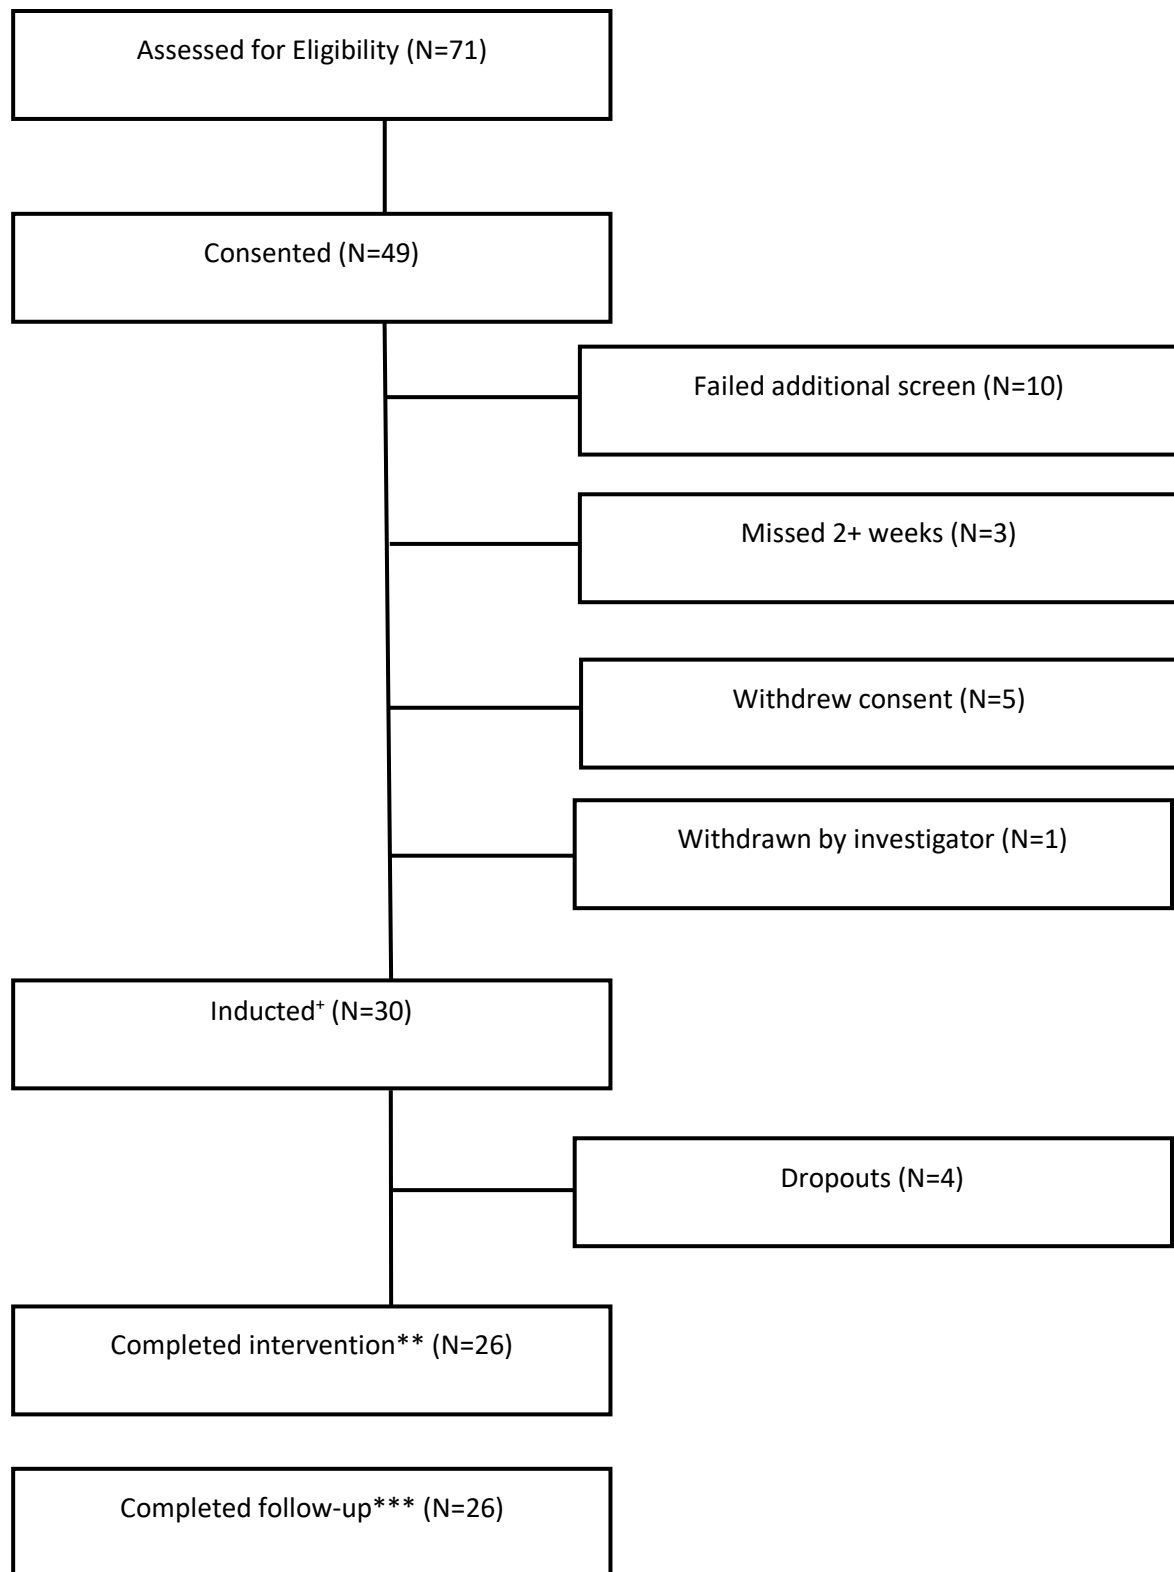 Assessed for Eligibility (N=71)
Consented (N=49)
Failed additional screen (N=10)
Missed 2+ weeks (N=3)
Withdrew consent (N=5)
Withdrawn by investigator (N=1)
Inducted⁺ (N=30)
Dropouts (N=4)
Completed intervention** (N=26)
Completed follow-up*** (N=26)